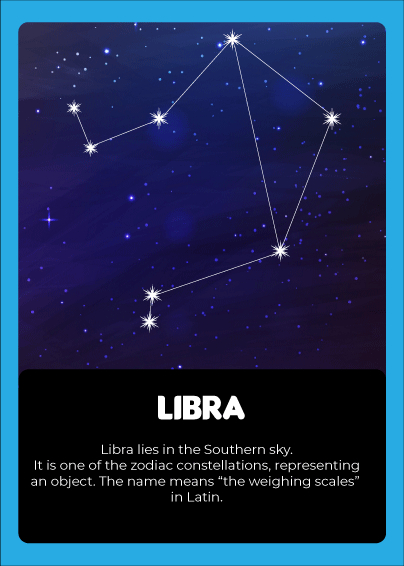 LIBRA
Libra lies in the Southern sky.
It is one of the zodiac constellations, representing
an object. The name means “the weighing scales”
in Latin.